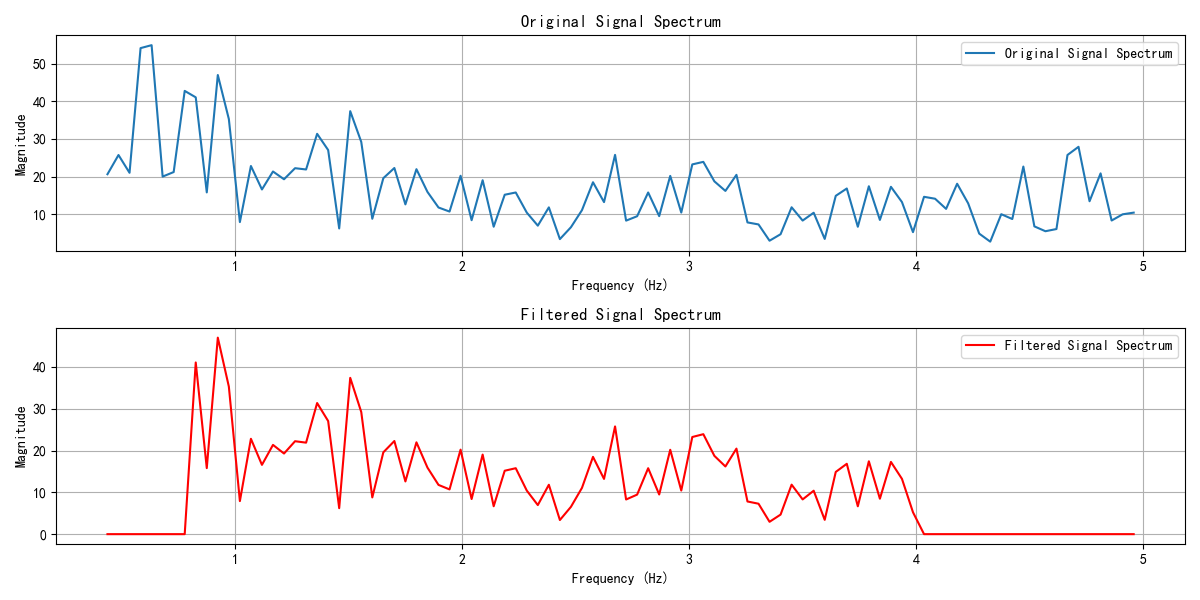 Original Signal Spectrum
Original Signal Spectrum
Magnitude
50
40
30
20
10
1 2 3 4 5
Frequency (Hz)
Filtered Signal Spectrum
Filtered Signal Spectrum
Magnitude
40
30
20
10
0
1 2 3 4 5
Frequency (Hz)